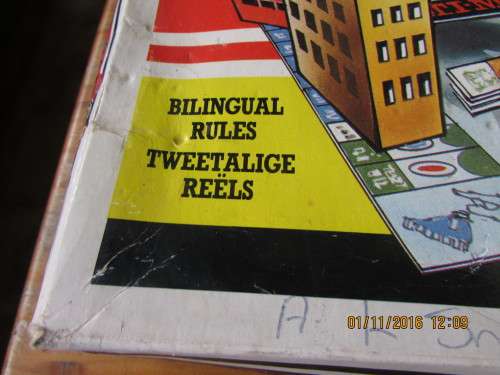 BILINGUAL
RULES
TWEETALIGE
REËLS
01/11/2016 12:09